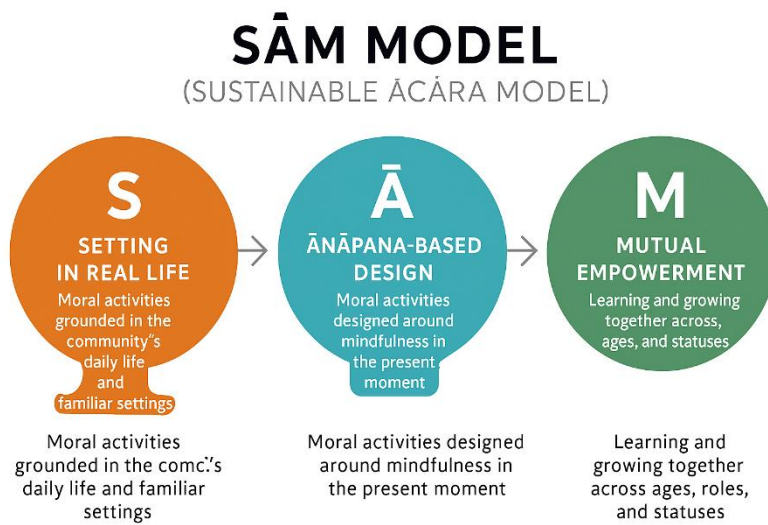 SĀM MODEL
(SUSTAINABLE ĀCĀRA MODEL)
S
SETTING
IN REAL LIFE
Moral activities
grounded in the
community"s
daily life
and
familiar settings
Ā
ĀNĀPANA-BASED
DESIGN
Moral activities
designed around
mindfulness in
the present
moment
M
MUTUAL
EMPOWERMENT
Learning and growing
together across,
ages, and statuses
Moral activities
grounded in the
daily life and familiar
settings
Moral activities designed
around mindfulness in
the present moment
Learning and
growing together
across ages, roles,
and statuses